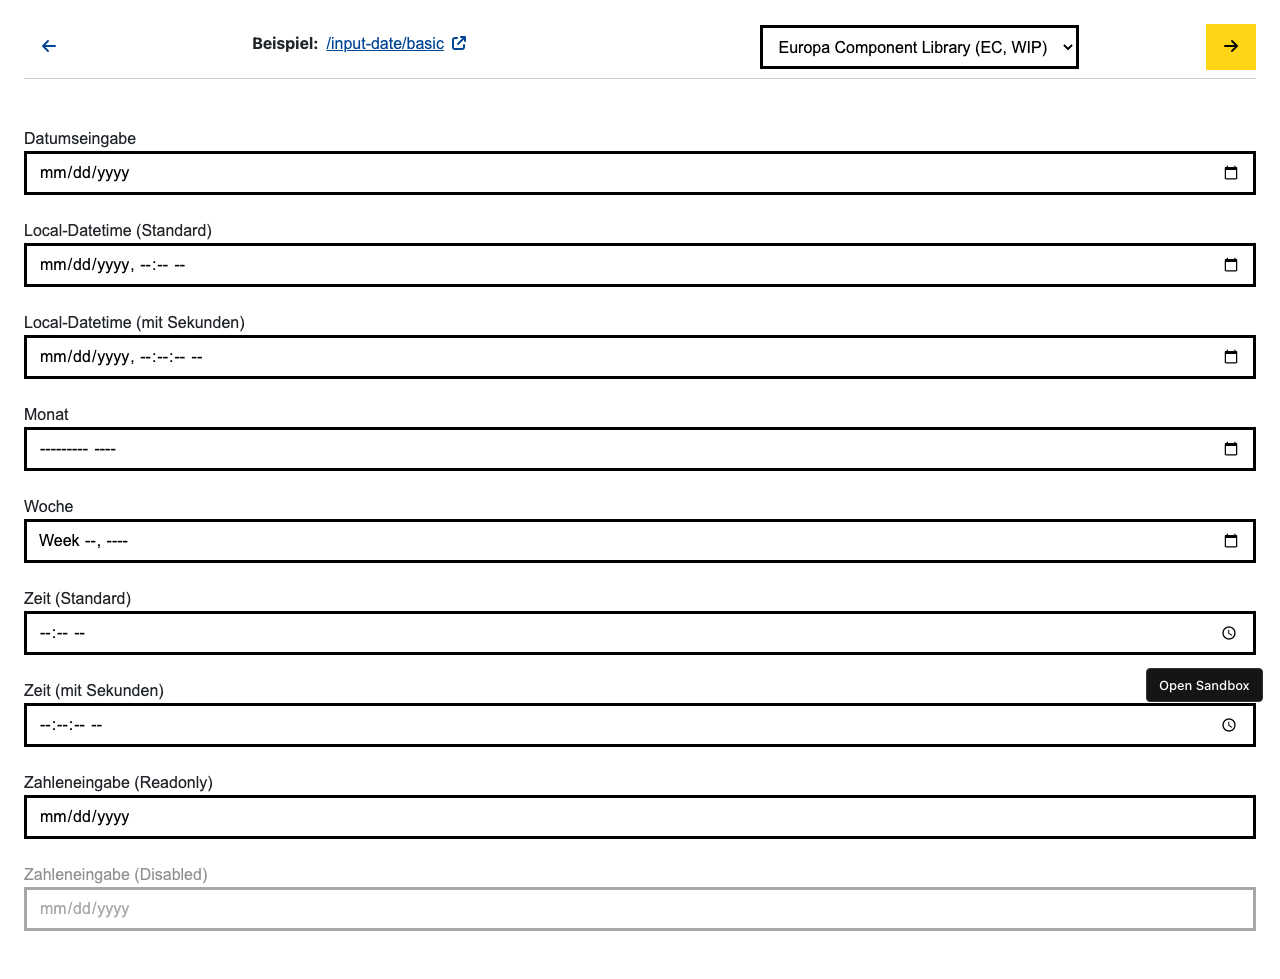 Beispiel: /input-date/basic
Europa Component Library (EC, WIP)
Datumseingabe
mm/dd/yyyy
Local-Datetime (Standard)
mm/dd/yyyy, --:-- --
Local-Datetime (mit Sekunden)
mm/dd/yyyy, --:--:-- --
Monat
--------- ----
Woche
Week --, ----
Zeit (Standard)
--:-- --
Open Sandbox
Zeit (mit Sekunden)
--:--:-- --
Zahleneingabe (Readonly)
mm/dd/yyyy
Zahleneingabe (Disabled)
mm/dd/yyyy